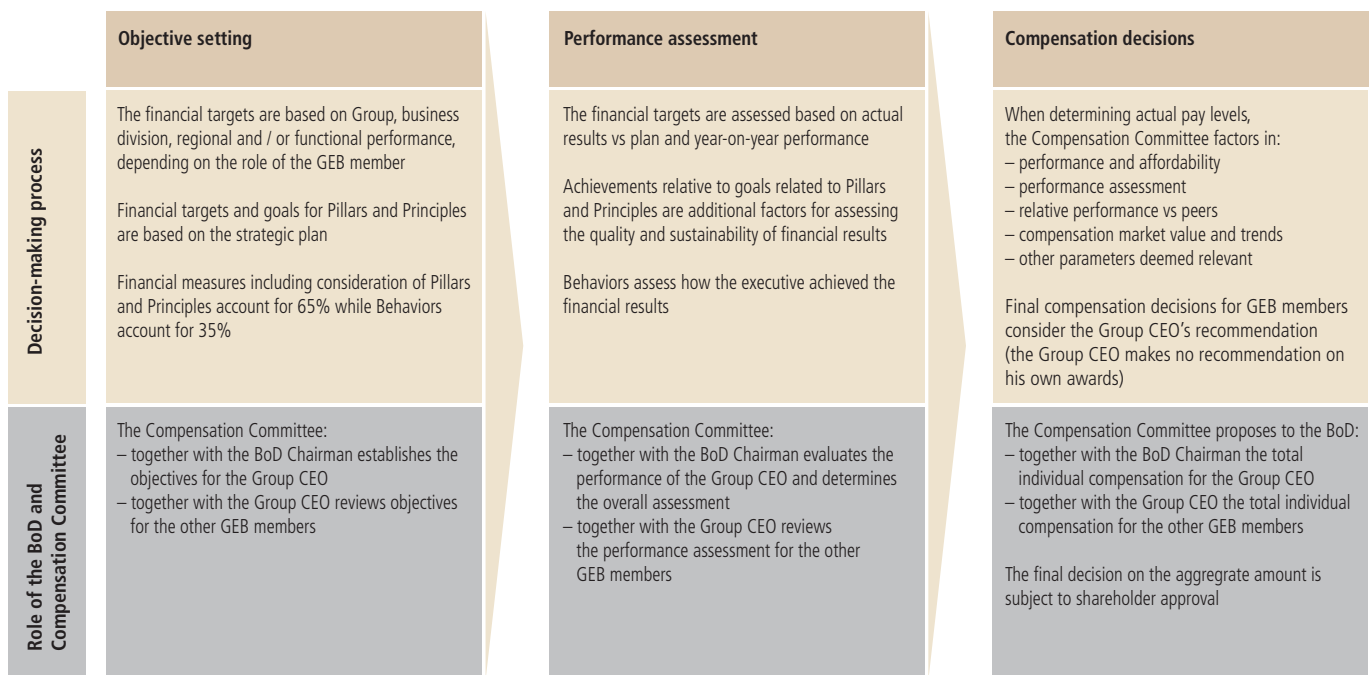 Objective setting
Performance assessment
Compensation decisions
Decision-making process
The financial targets are based on Group, business
division, regional and / or functional performance,
depending on the role of the GEB member
Financial targets and goals for Pillars and Principles
are based on the strategic plan
Financial measures including consideration of Pillars
and Principles account for 65% while Behaviors
account for 35%
The financial targets are assessed based on actual
results vs plan and year-on-year performance
Achievements relative to goals related to Pillars
and Principles are additional factors for assessing
the quality and sustainability of financial results
Behaviors assess how the executive achieved the
financial results
When determining actual pay levels,
the Compensation Committee factors in:
– performance and affordability
– performance assessment
– relative performance vs peers
– compensation market value and trends
– other parameters deemed relevant
Final compensation decisions for GEB members
consider the Group CEO's recommendation
(the Group CEO makes no recommendation on
his own awards)
Role of the BoD and
Compensation Committee
The Compensation Committee:
– together with the BoD Chairman establishes the
objectives for the Group CEO
– together with the Group CEO reviews objectives
for the other GEB members
The Compensation Committee:
– together with the BoD Chairman evaluates the
performance of the Group CEO and determines
the overall assessment
– together with the Group CEO reviews
the performance assessment for the other
GEB members
The Compensation Committee proposes to the BoD:
– together with the BoD Chairman the total
individual compensation for the Group CEO
– together with the Group CEO the total individual
compensation for the other GEB members
The final decision on the aggregrate amount is
subject to shareholder approval